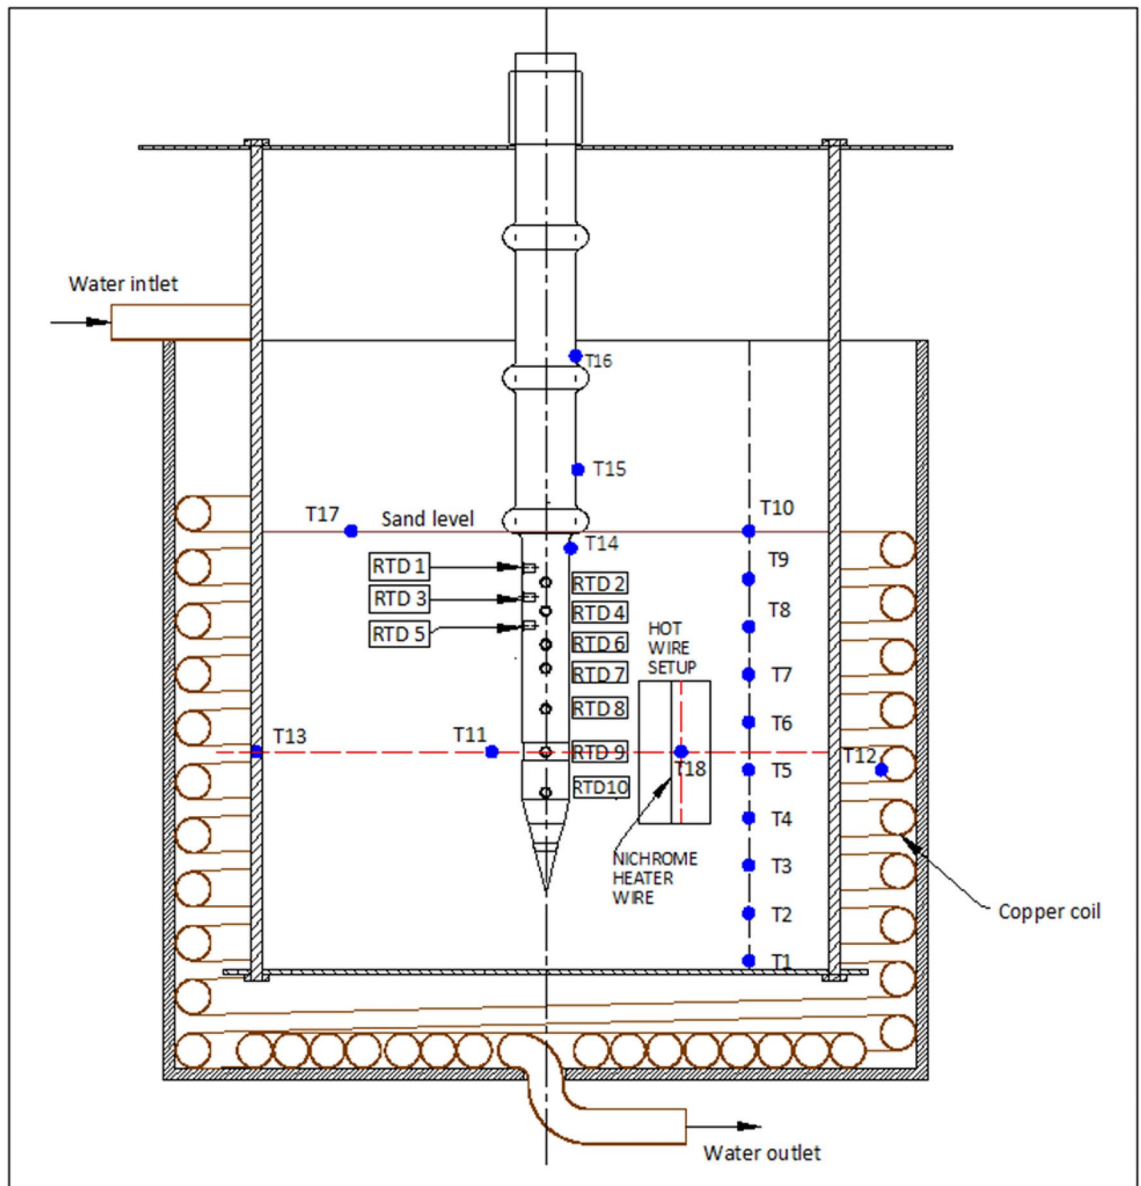 Water intlet
T16
T15
T10
T17
Sand level
T14
T9
RTD 1
RTD 2
RTD 3
RTD 4
T8
RTD 5
HOT
WIRE
SETUP
RTD 6
RTD 7
T7
RTD 8
T6
T13
T11
RTD 9
T18
T5
T12
RTD10
T4
NICHROME
HEATER
WIRE
T3
T2
Copper coil
T1
Water outlet